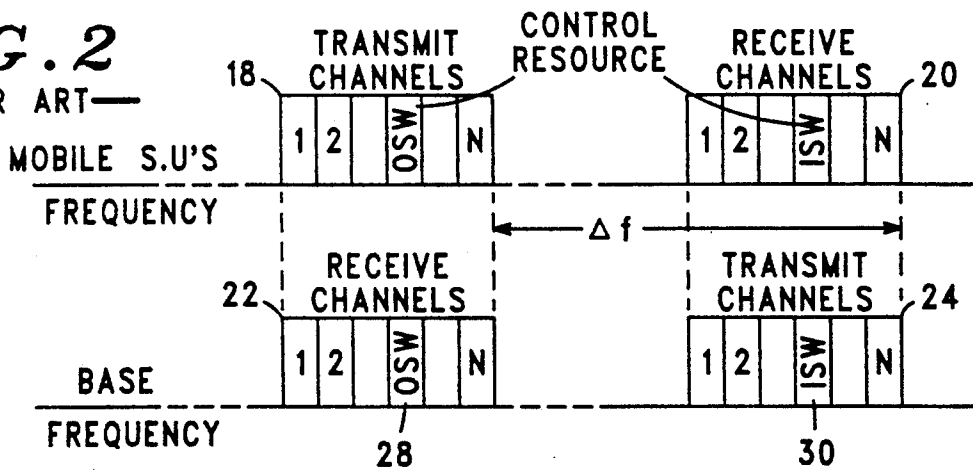 G.2
R ART—
18
TRANSMIT
CHANNELS
CONTROL
RESOURCE
RECEIVE
CHANNELS
20
MOBILE S.U'S
1 2 OSW N
1 2 ISW N
FREQUENCY
Δf
22
RECEIVE
CHANNELS
TRANSMIT
CHANNELS
24
BASE
1 2 OSW N
1 2 ISW N
FREQUENCY
28
30